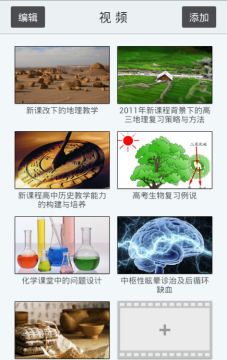 编辑 视频 添加
新课改下的地理教学
2011年新课程背景下的高
三地理复习策略与方法
新课程高中历史教学能力
的构建与培养
高考生物复习例说
化学课堂中的问题设计
中枢性眩晕诊治及后循环
缺血